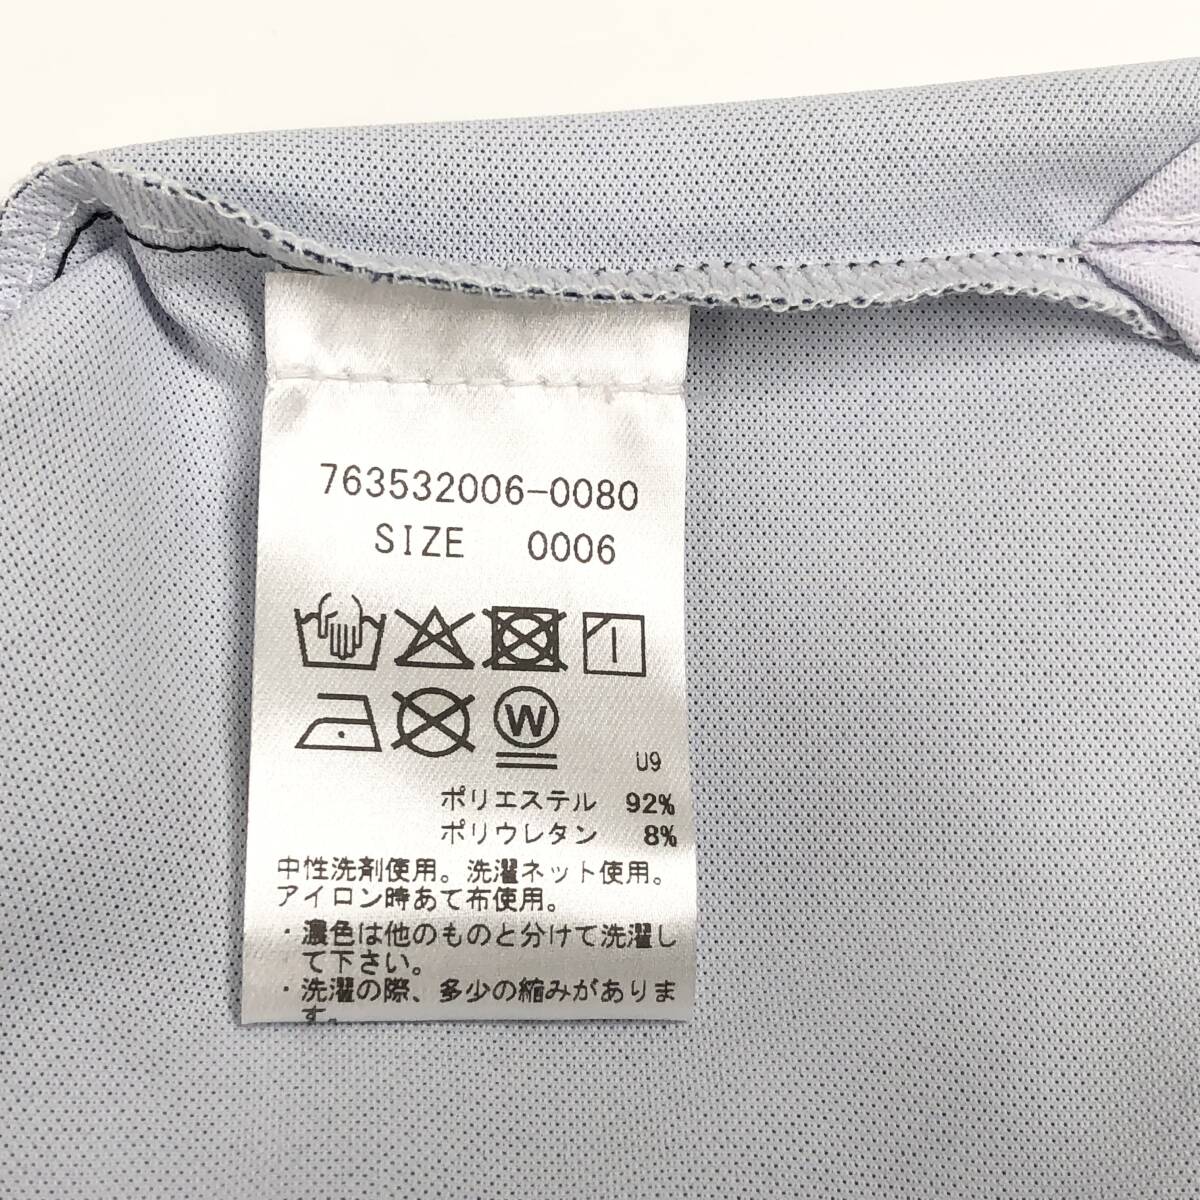 763532006-0080
SIZE 0006
W
U9
ポリエステル 92%
ポリウレタン 8%
中性洗剤使用。洗濯ネット使用。
アイロン時あて布使用。
・濃色は他のものと分けて洗濯し
て下さい。
・洗濯の際、多少の縮みがありま
す。